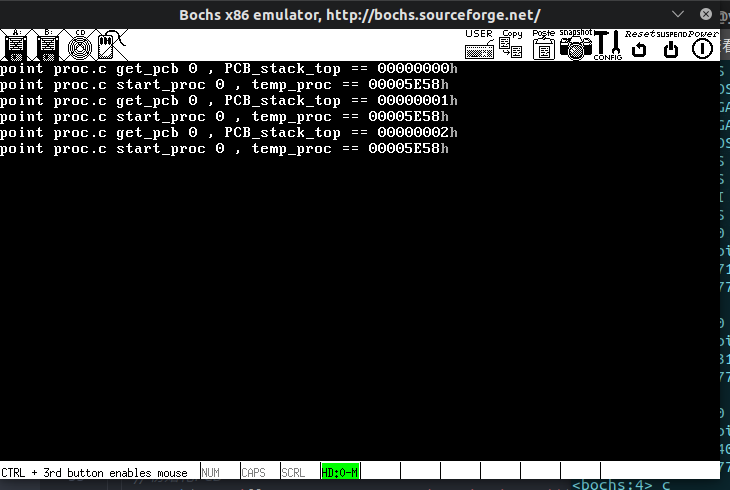 Bochs x86 emulator, http://bochs.sourceforge.net/
A: B: CD USER Copy Paste snapshot CONFIG Reset SUSPEND Power
point proc.c get_pcb 0 , PCB_stack_top == 00000000h
point proc.c start_proc 0 , temp_proc == 00005E58h
point proc.c get_pcb 0 , PCB_stack_top == 00000001h
point proc.c start_proc 0 , temp_proc == 00005E58h
point proc.c get_pcb 0 , PCB_stack_top == 00000002h
point proc.c start_proc 0 , temp_proc == 00005E58h
CTRL + 3rd button enables mouse NUM CAPS SCRL HD:0-M
<bochs:4> c